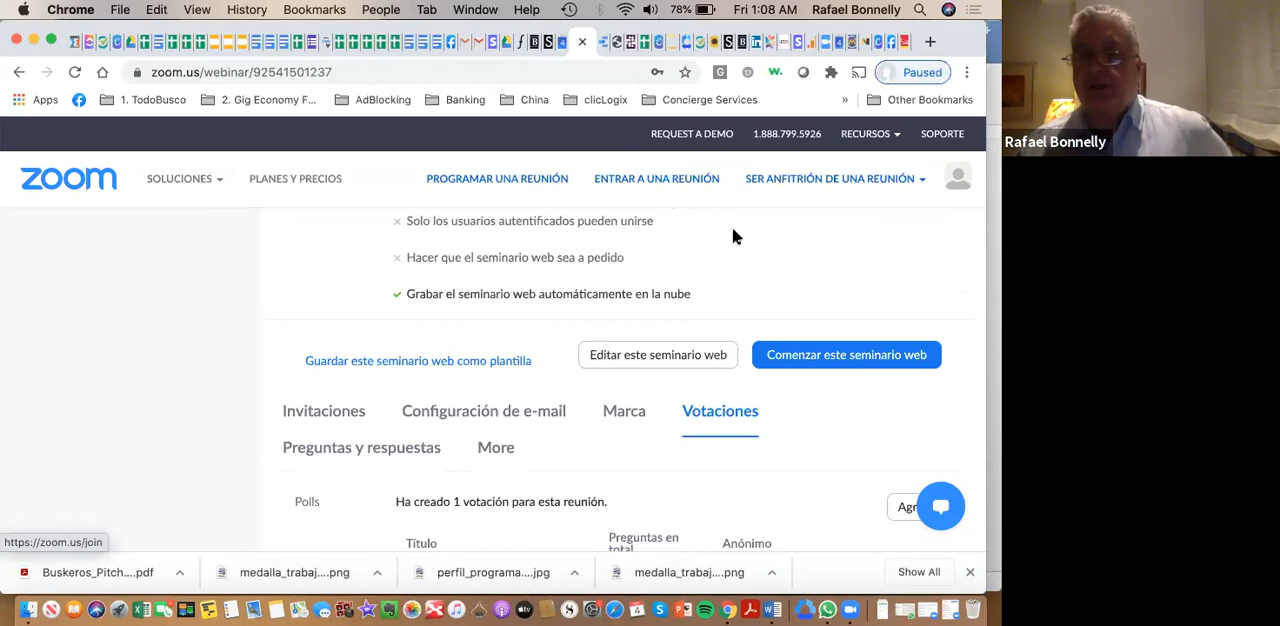 Chrome File Edit View History Bookmarks People Tab Window Help 78% Fri 1:08 AM Rafael Bonnelly
zoom.us/webinar/92541501237 Paused
Apps 1. TodoBusco 2. Gig Economy F... AdBlocking Banking China clicLogix Concierge Services » Other Bookmarks
REQUEST A DEMO 1.888.799.5926 RECURSOS SOPORTE
zoom SOLUCIONES PLANES Y PRECIOS PROGRAMAR UNA REUNIÓN ENTRAR A UNA REUNIÓN SER ANFITRIÓN DE UNA REUNIÓN
Solo los usuarios autentificados pueden unirse
Hacer que el seminario web sea a pedido
Grabar el seminario web automáticamente en la nube
Guardar este seminario web como plantilla Editar este seminario web Comenzar este seminario web
Invitaciones Configuración de e-mail Marca Votaciones
Preguntas y respuestas More
Polls Ha creado 1 votación para esta reunión. Agr
Título Preguntas en total Anónimo
https://zoom.us/join
Buskeros_Pitch....pdf medalla_trabaj....png perfil_programa....jpg medalla_trabaj....png Show All
Rafael Bonnelly